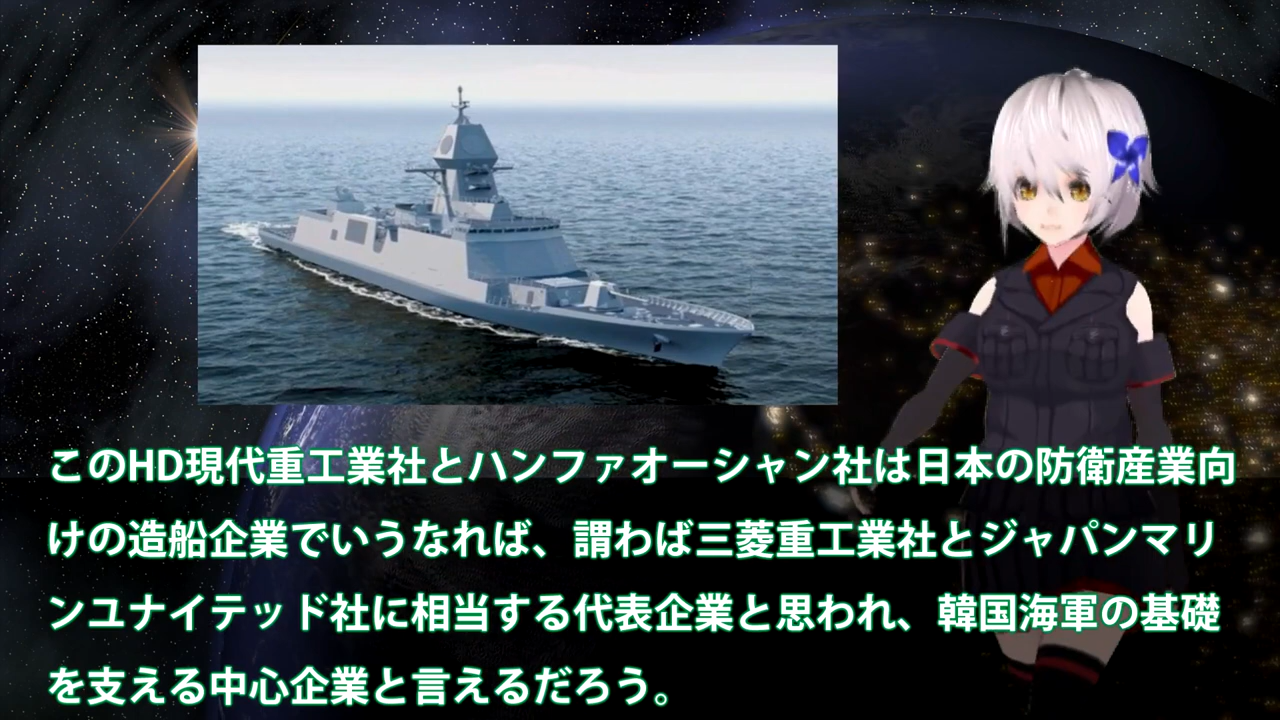 このHD現代重工業社とハンファオーシャン社は日本の防衛産業向
けの造船企業でいうなれば、謂わば三菱重工業社とジャパンマリ
ンユナイテッド社に相当する代表企業と思われ、韓国海軍の基礎
を支える中心企業と言えるだろう。